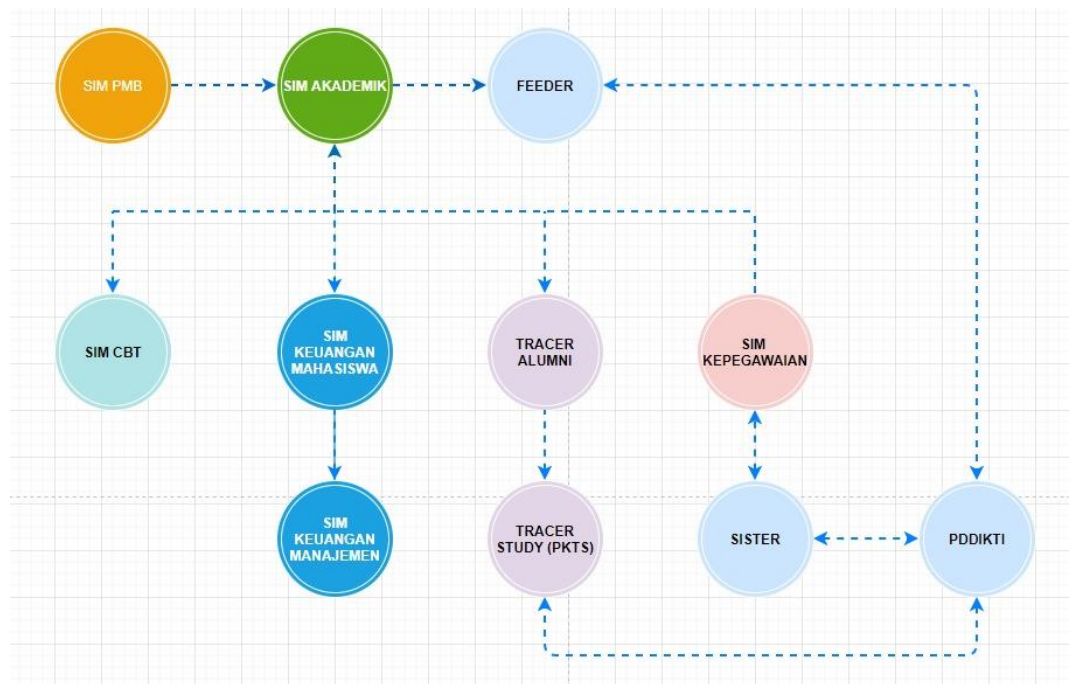 SIM PMB
SIM AKADEMIK
FEEDER
SIM CBT
SIM
KEUANGAN
MAHASISWA
TRACER
ALUMNI
SIM
KEPEGAWAIAN
SIM
KEUANGAN
MANAJEMEN
TRACER
STUDY (PKTS)
SISTER
PDDIKTI